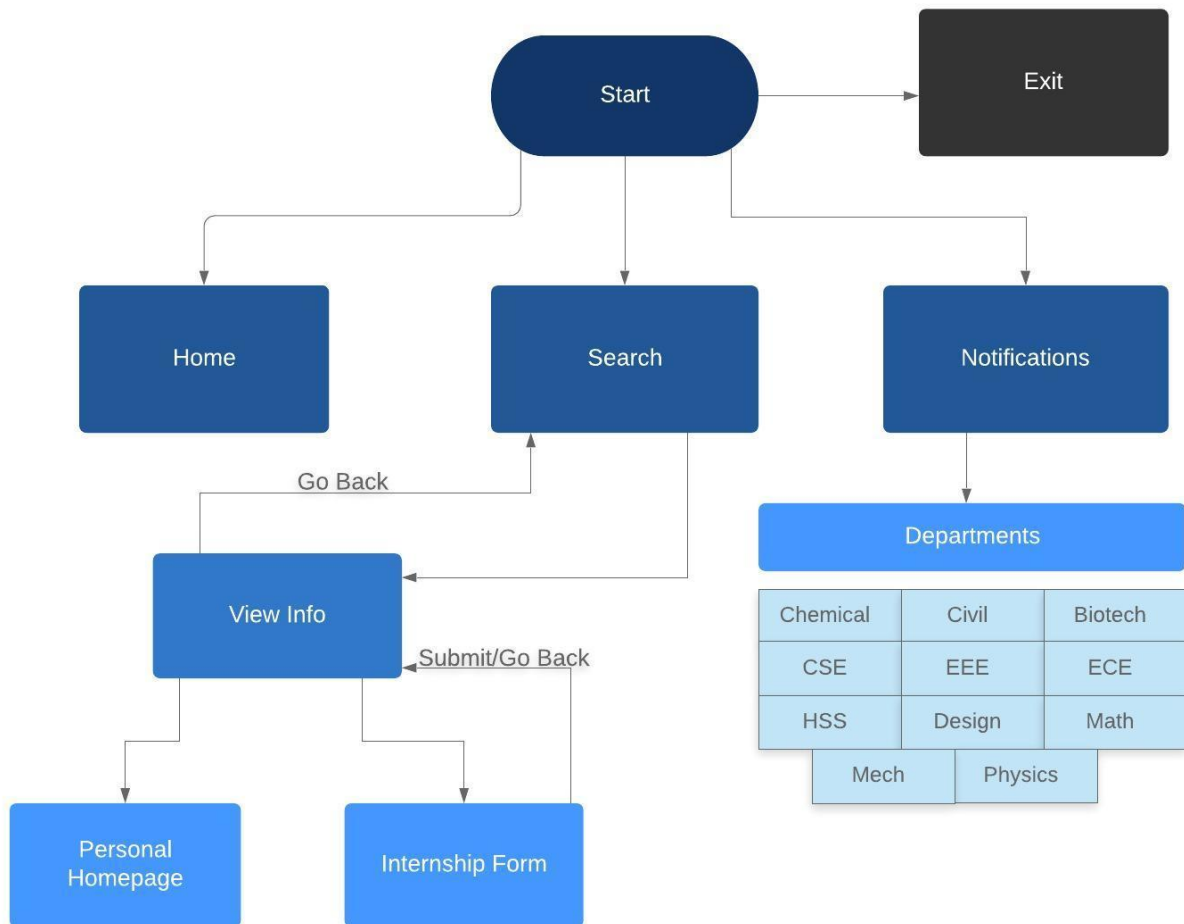 Start
Exit
Home
Search
Notifications
Go Back
Departments
View Info
Chemical
Civil
Biotech
Submit/Go Back
CSE
EEE
ECE
HSS
Design
Math
Mech
Physics
Personal
Homepage
Internship Form